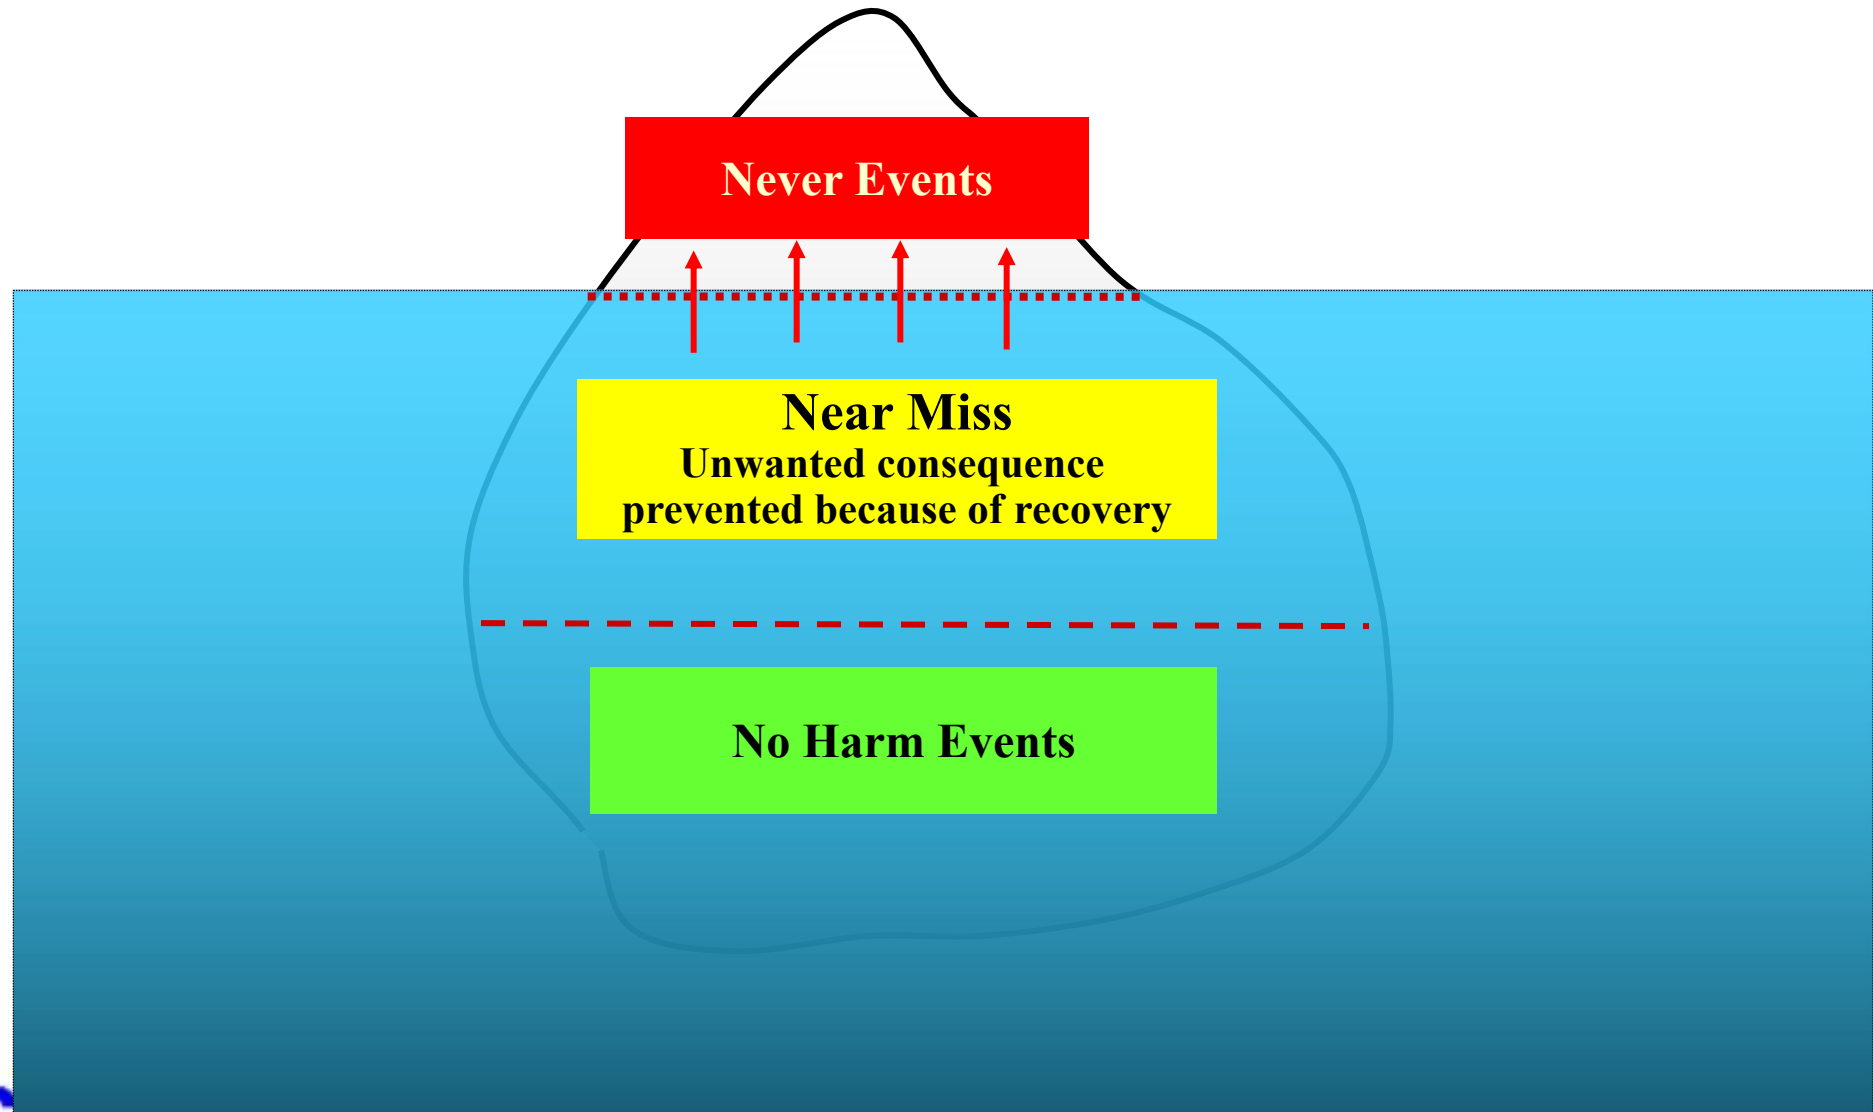 Never Events
Near Miss
Unwanted consequence
prevented because of recovery
No Harm Events